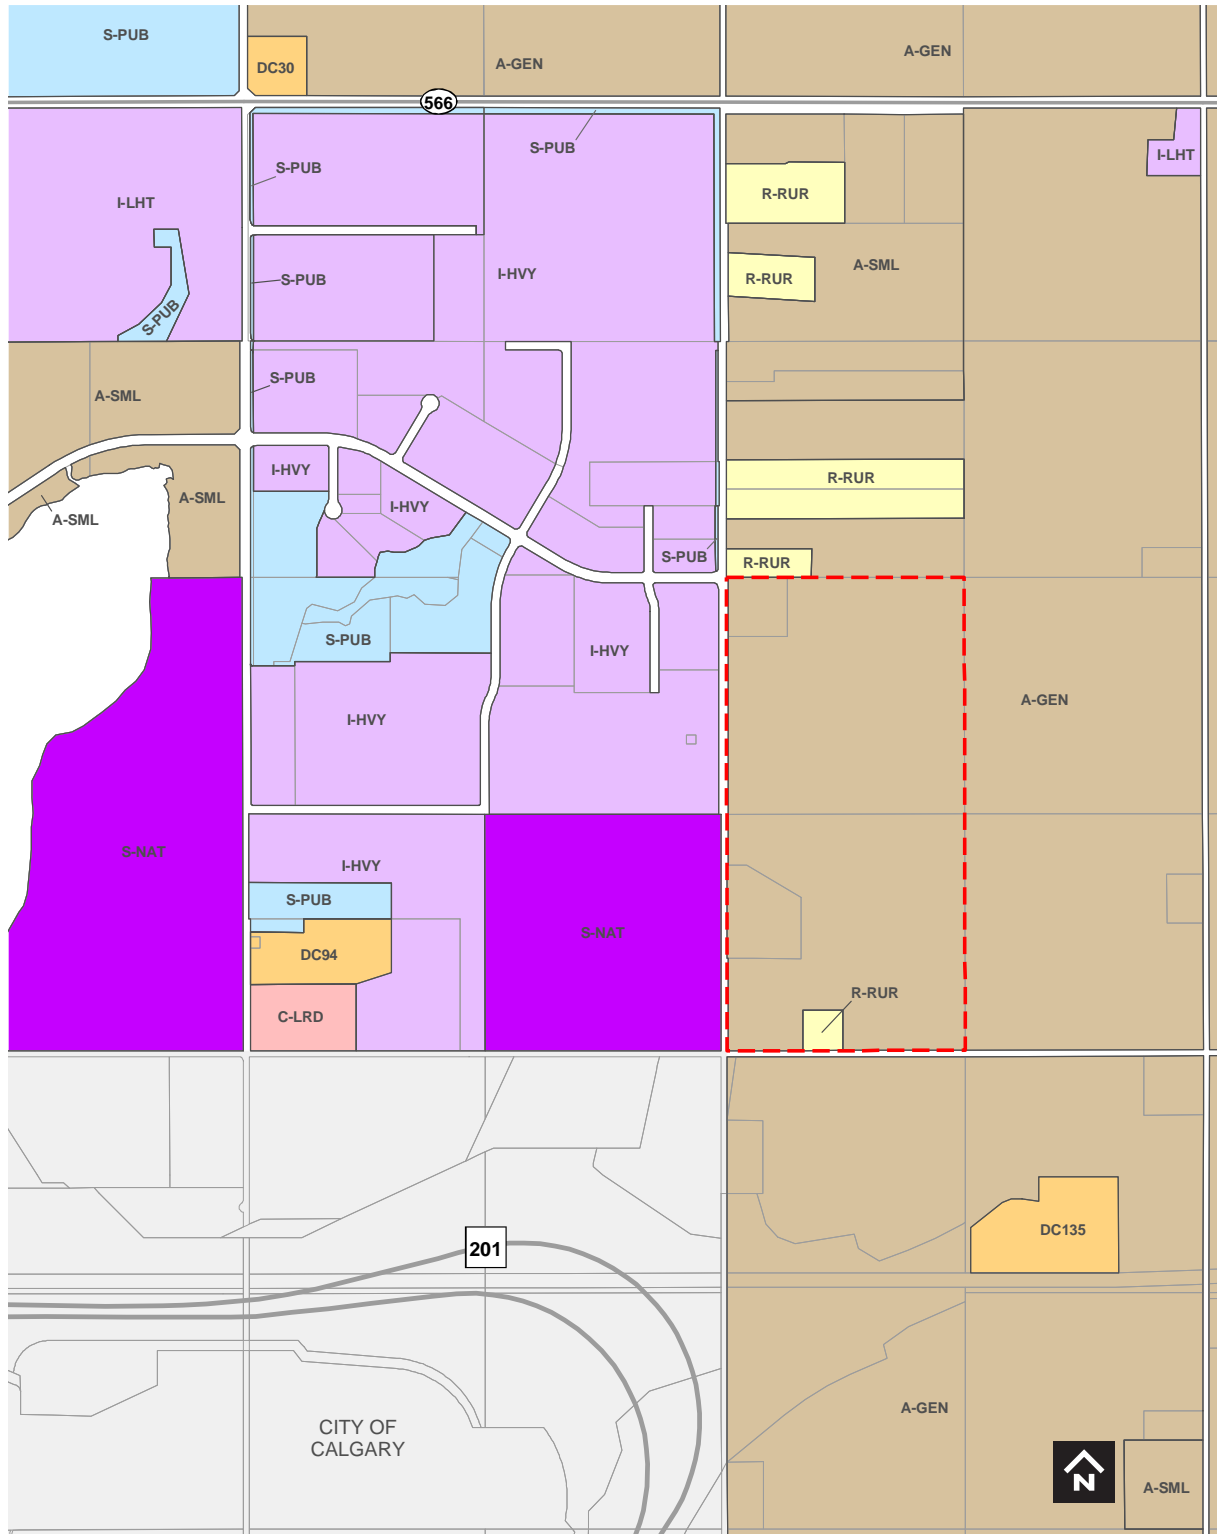 S-PUB
DC30
A-GEN
A-GEN
566
S-PUB
I-LHT
S-PUB
R-RUR
I-LHT
A-SML
I-HVY
S-PUB
R-RUR
S-PUB
S-PUB
A-SML
I-HVY
R-RUR
A-SML
I-HVY
A-SML
S-PUB
R-RUR
S-PUB
I-HVY
A-GEN
I-HVY
S-NAT
I-HVY
S-PUB
S-NAT
DC94
R-RUR
C-LRD
DC135
201
A-GEN
CITY OF
CALGARY
N
A-SML